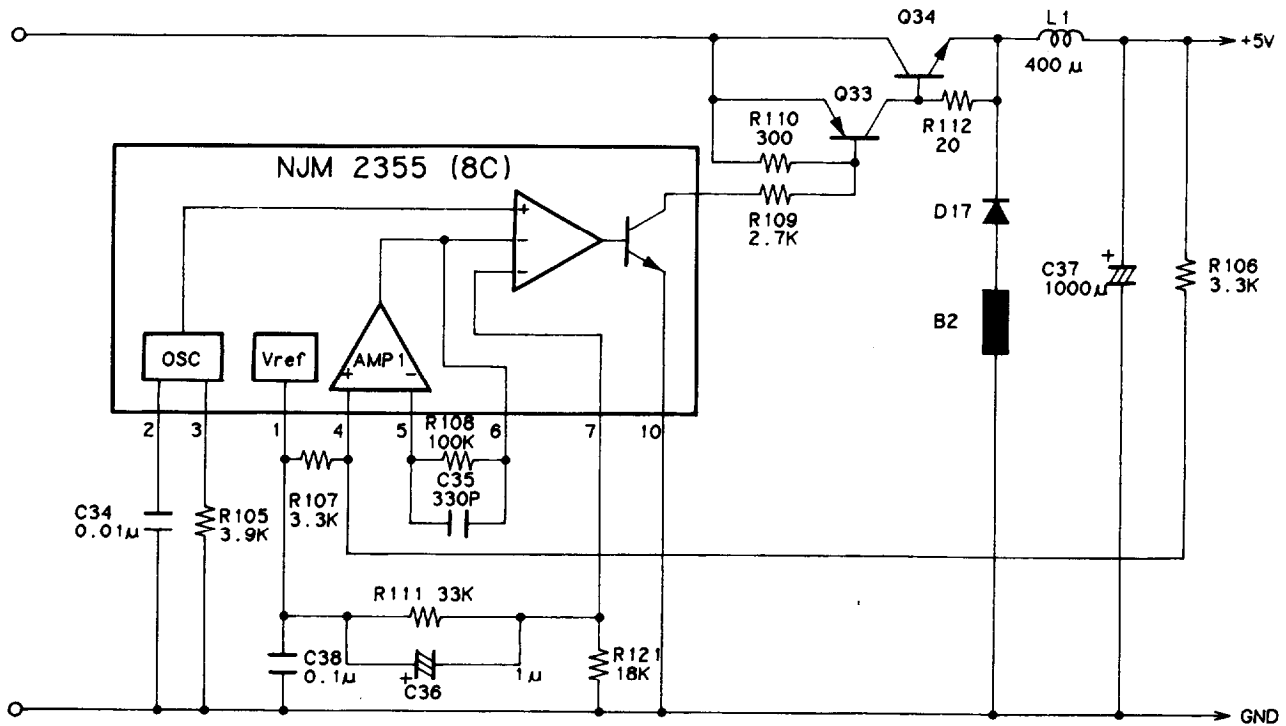 Q34
L1
+5V
400 μ
Q33
R110
300
R112
20
NJM 2355 (8C)
+
−
−
R109
2.7K
D17
+
C37
1000μ
R106
3.3K
B2
OSC
Vref
AMP1
+
−
2
3
1
4
5
6
7
10
R108
100K
C35
330P
R107
3.3K
C34
0.01μ
R105
3.9K
R111 33K
C38
0.1μ
+
C36
1μ
R121
18K
GND